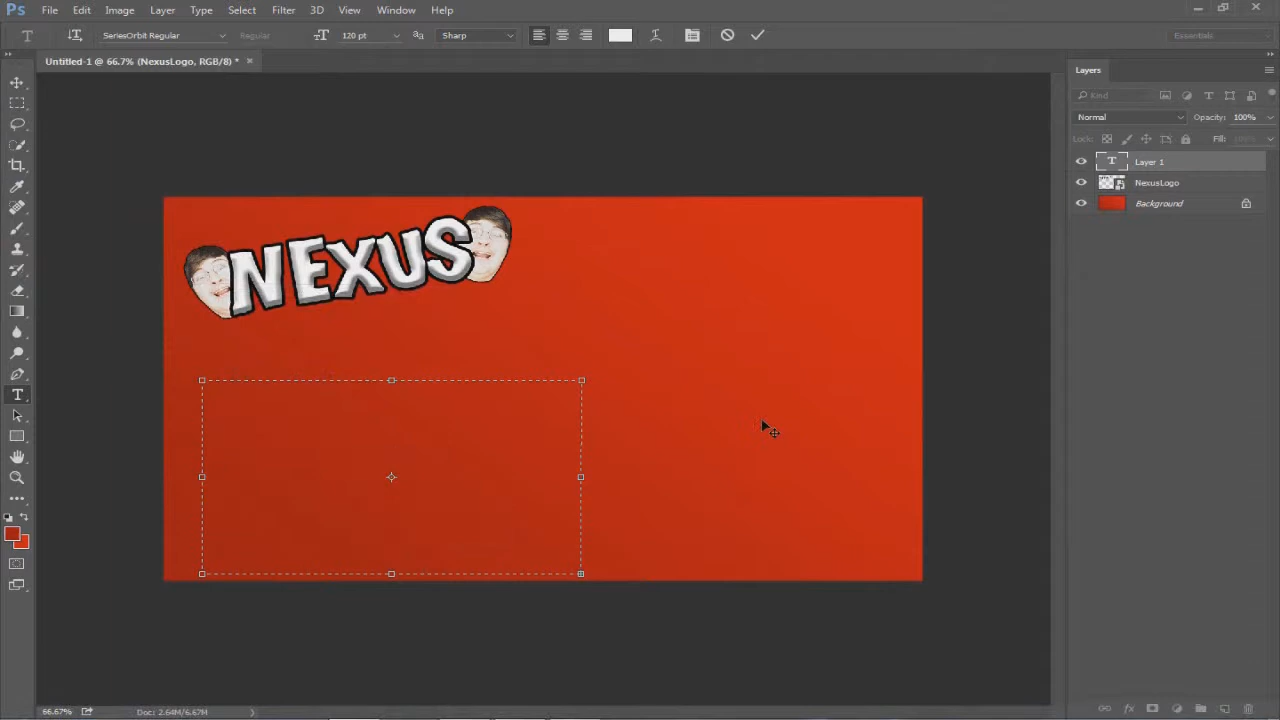 Ps File Edit Image Layer Type Select Filter 3D View Window Help
T SeriesOrbit Regular Regular 120 pt Sharp Essentials
Untitled-1 @ 66.7% (NexusLogo, RGB/8) * ×
Layers
Kind
Normal Opacity: 100%
Lock: Fill: 100%
T Layer 1
NexusLogo
Background
NEXUS
66.67% Doc: 2.64M/6.67M